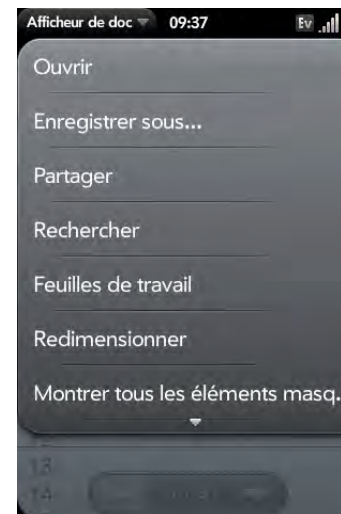 Afficheur de doc 09:37 Ev
Ouvrir
Enregistrer sous...
Partager
Rechercher
Feuilles de travail
Redimensionner
Montrer tous les éléments masq.
13
14